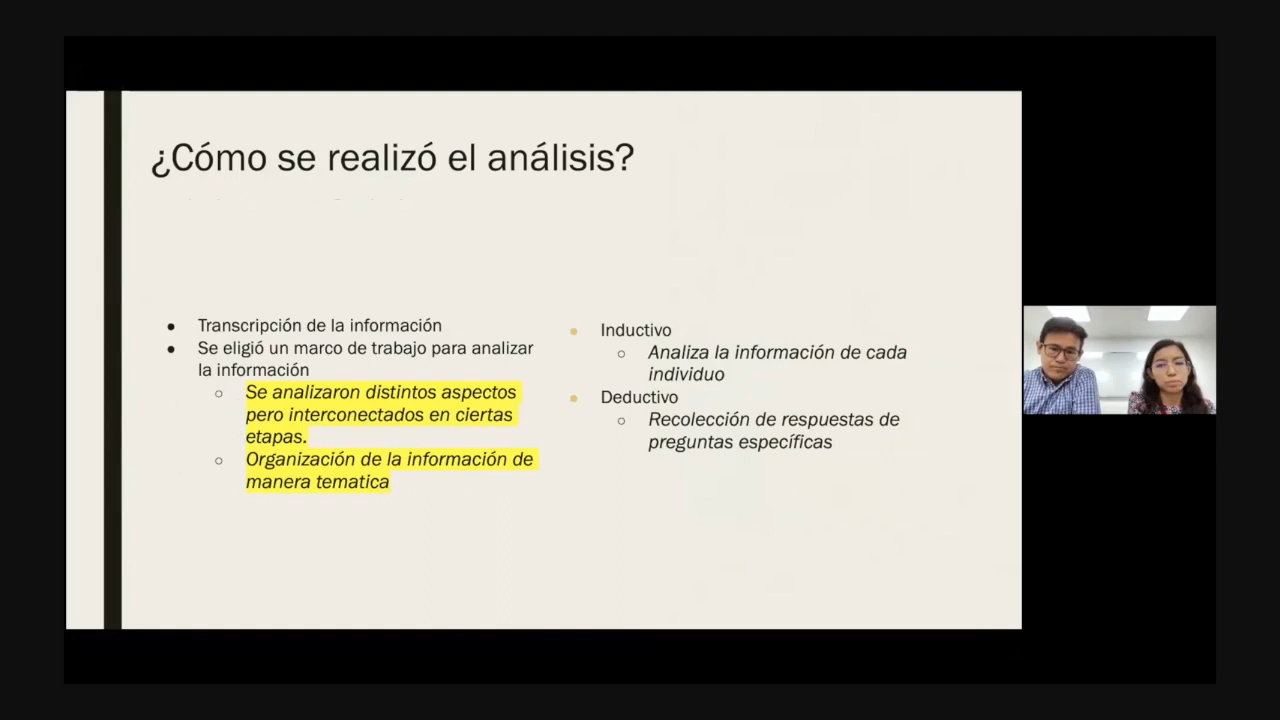 ¿Cómo se realizó el análisis?
● Transcripción de la información
● Se eligió un marco de trabajo para analizar
la información
○ Se analizaron distintos aspectos
pero interconectados en ciertas
etapas.
○ Organización de la información de
manera tematica
● Inductivo
○ Analiza la información de cada
individuo
● Deductivo
○ Recolección de respuestas de
preguntas específicas